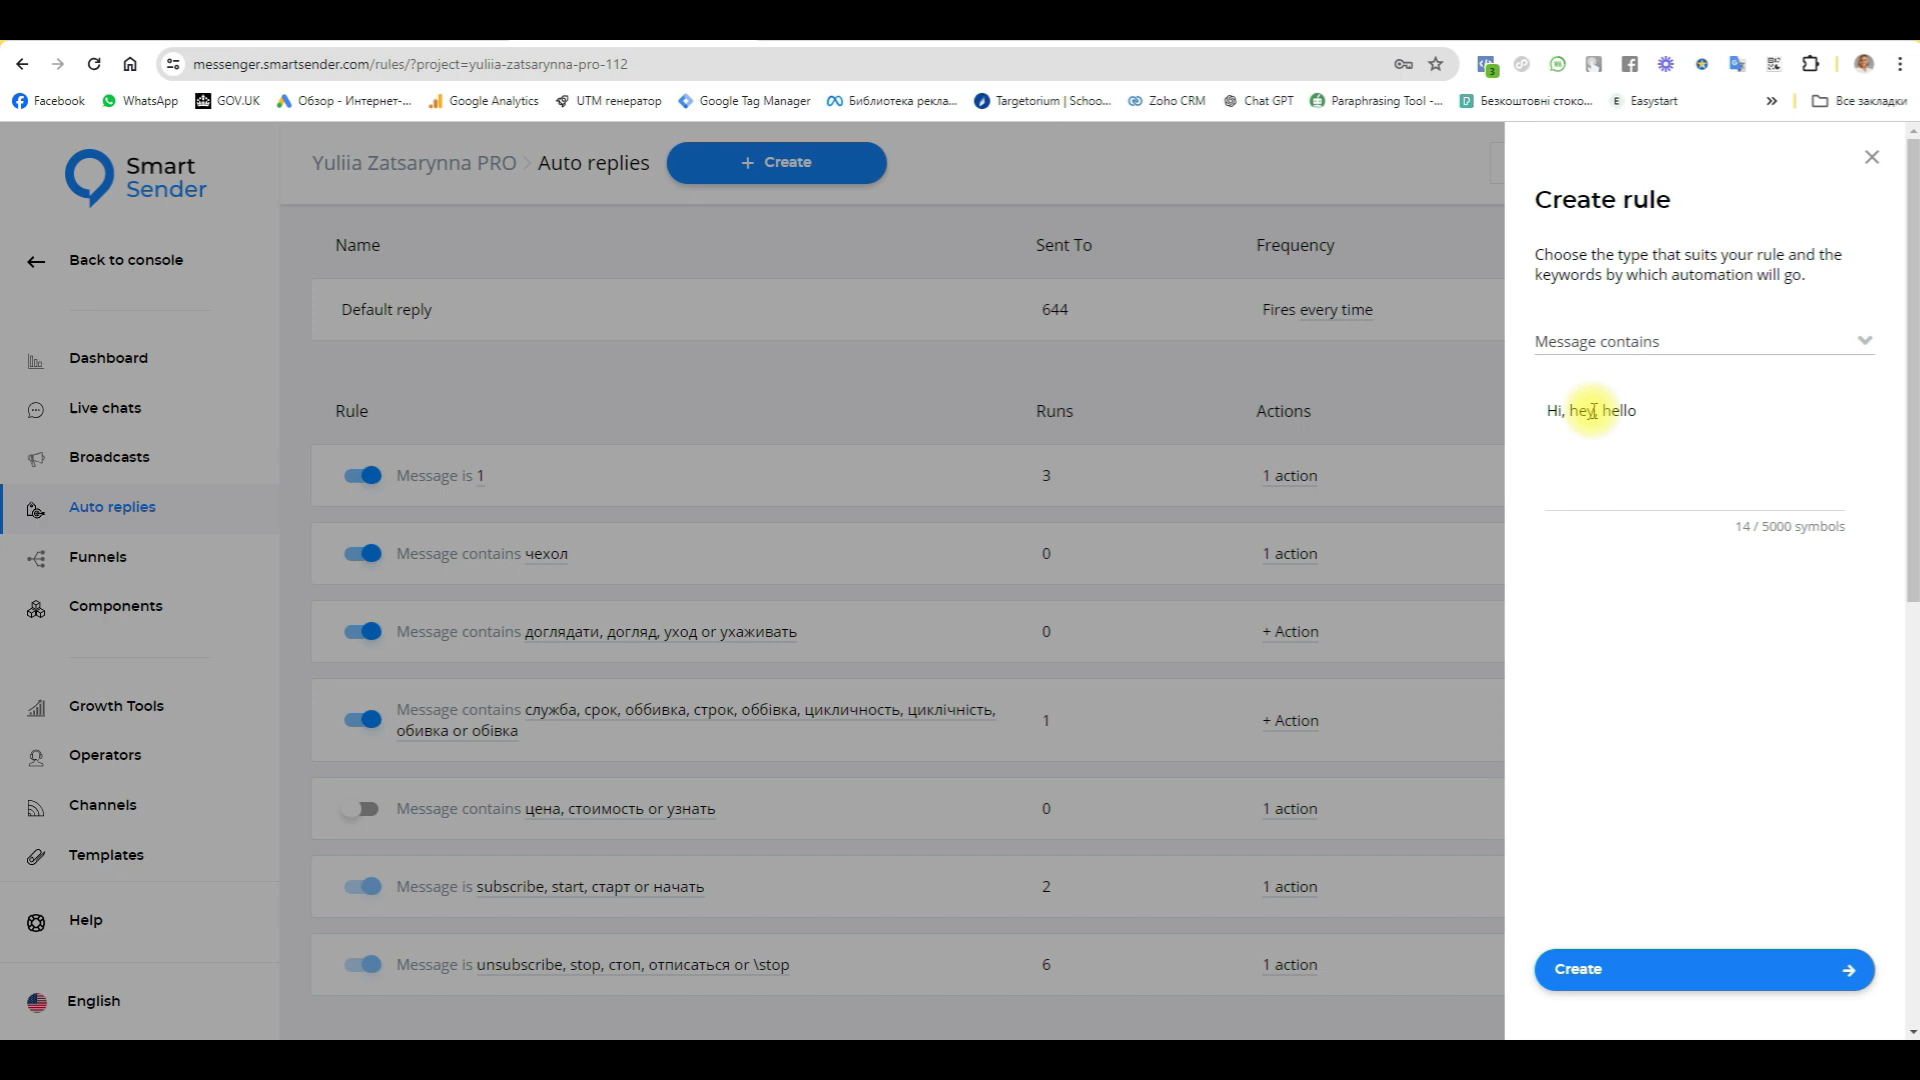 messenger.smartsender.com/rules/?project=yuliia-zatsarynna-pro-112
3
Facebook
WhatsApp
GOV.UK
Обзор - Интернет-...
Google Analytics
UTM генератор
Google Tag Manager
Библиотека рекла...
Targetorium | Schoo...
Zoho CRM
Chat GPT
Paraphrasing Tool -...
Безкоштовні стоко...
E Easystart
»
Все закладки
Smart
Sender
Back to console
Dashboard
Live chats
Broadcasts
Auto replies
Funnels
Components
Growth Tools
Operators
Channels
Templates
Help
English
Yuliia Zatsarynna PRO > Auto replies
+ Create
Name Sent To Frequency
Default reply 644 Fires every time
Rule Runs Actions
Message is 1 3 1 action
Message contains чехол 0 1 action
Message contains доглядати, догляд, уход or ухаживать 0 + Action
Message contains служба, срок, оббивка, строк, оббівка, цикличность, циклічність,
обивка or обівка 1 + Action
Message contains цена, стоимость or узнать 0 1 action
Message is subscribe, start, старт or начать 2 1 action
Message is unsubscribe, stop, стоп, отписаться or \stop 6 1 action
Create rule
Choose the type that suits your rule and the
keywords by which automation will go.
Message contains
Hi, hey, hello
14 / 5000 symbols
Create